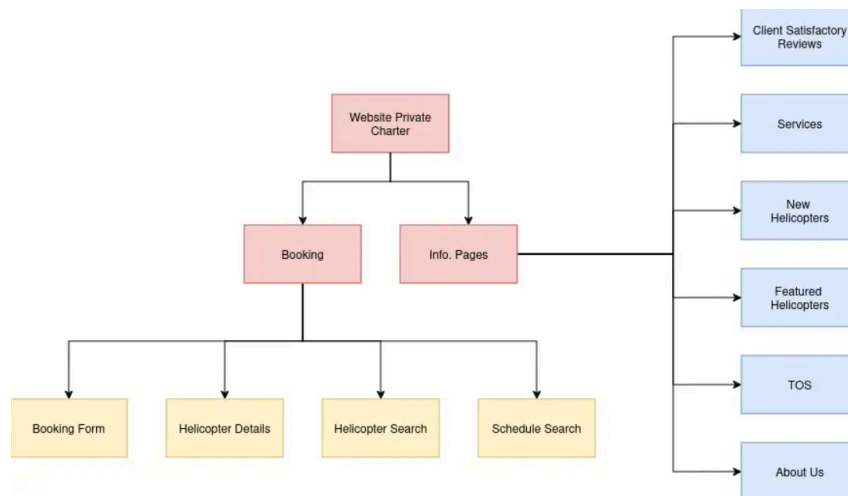 Client Satisfactory
Reviews
Website Private
Charter
Services
New
Helicopters
Booking
Info. Pages
Featured
Helicopters
TOS
Booking Form
Helicopter Details
Helicopter Search
Schedule Search
About Us